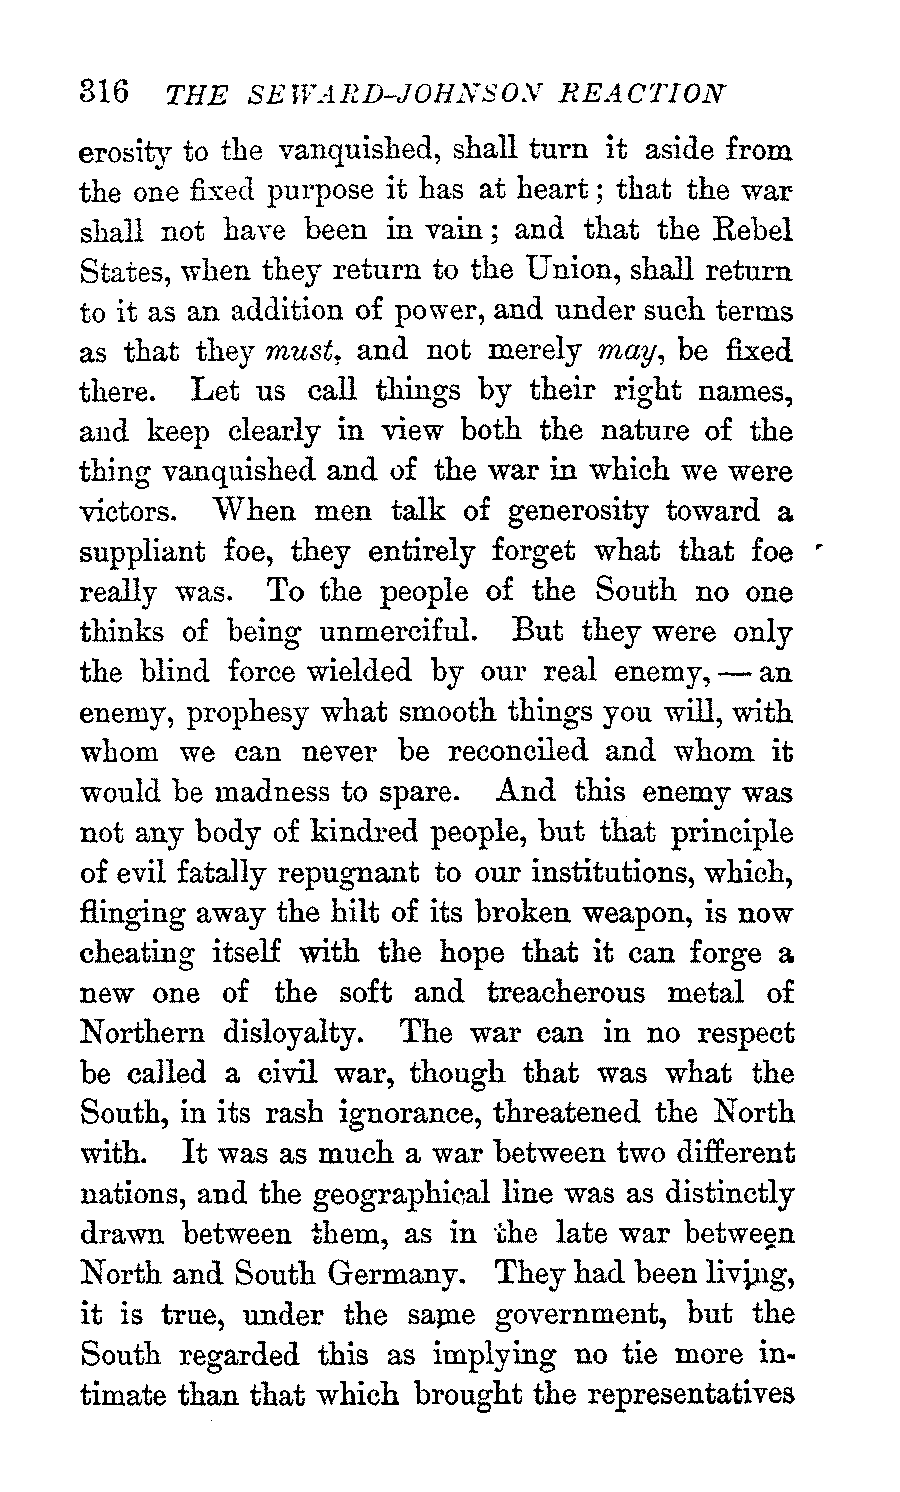 316 THE SEWARD-JOHNSON REACTION
erosity to the vanquished, shall turn it aside from
the one fixed purpose it has at heart; that the war
shall not have been in vain; and that the Rebel
States, when they return to the Union, shall return
to it as an addition of power, and under such terms
as that they must, and not merely may, be fixed
there. Let us call things by their right names,
and keep clearly in view both the nature of the
thing vanquished and of the war in which we were
victors. When men talk of generosity toward a
suppliant foe, they entirely forget what that foe
really was. To the people of the South no one
thinks of being unmerciful. But they were only
the blind force wielded by our real enemy, — an
enemy, prophesy what smooth things you will, with
whom we can never be reconciled and whom it
would be madness to spare. And this enemy was
not any body of kindred people, but that principle
of evil fatally repugnant to our institutions, which,
flinging away the hilt of its broken weapon, is now
cheating itself with the hope that it can forge a
new one of the soft and treacherous metal of
Northern disloyalty. The war can in no respect
be called a civil war, though that was what the
South, in its rash ignorance, threatened the North
with. It was as much a war between two different
nations, and the geographical line was as distinctly
drawn between them, as in the late war between
North and South Germany. They had been living,
it is true, under the same government, but the
South regarded this as implying no tie more in-
timate than that which brought the representatives